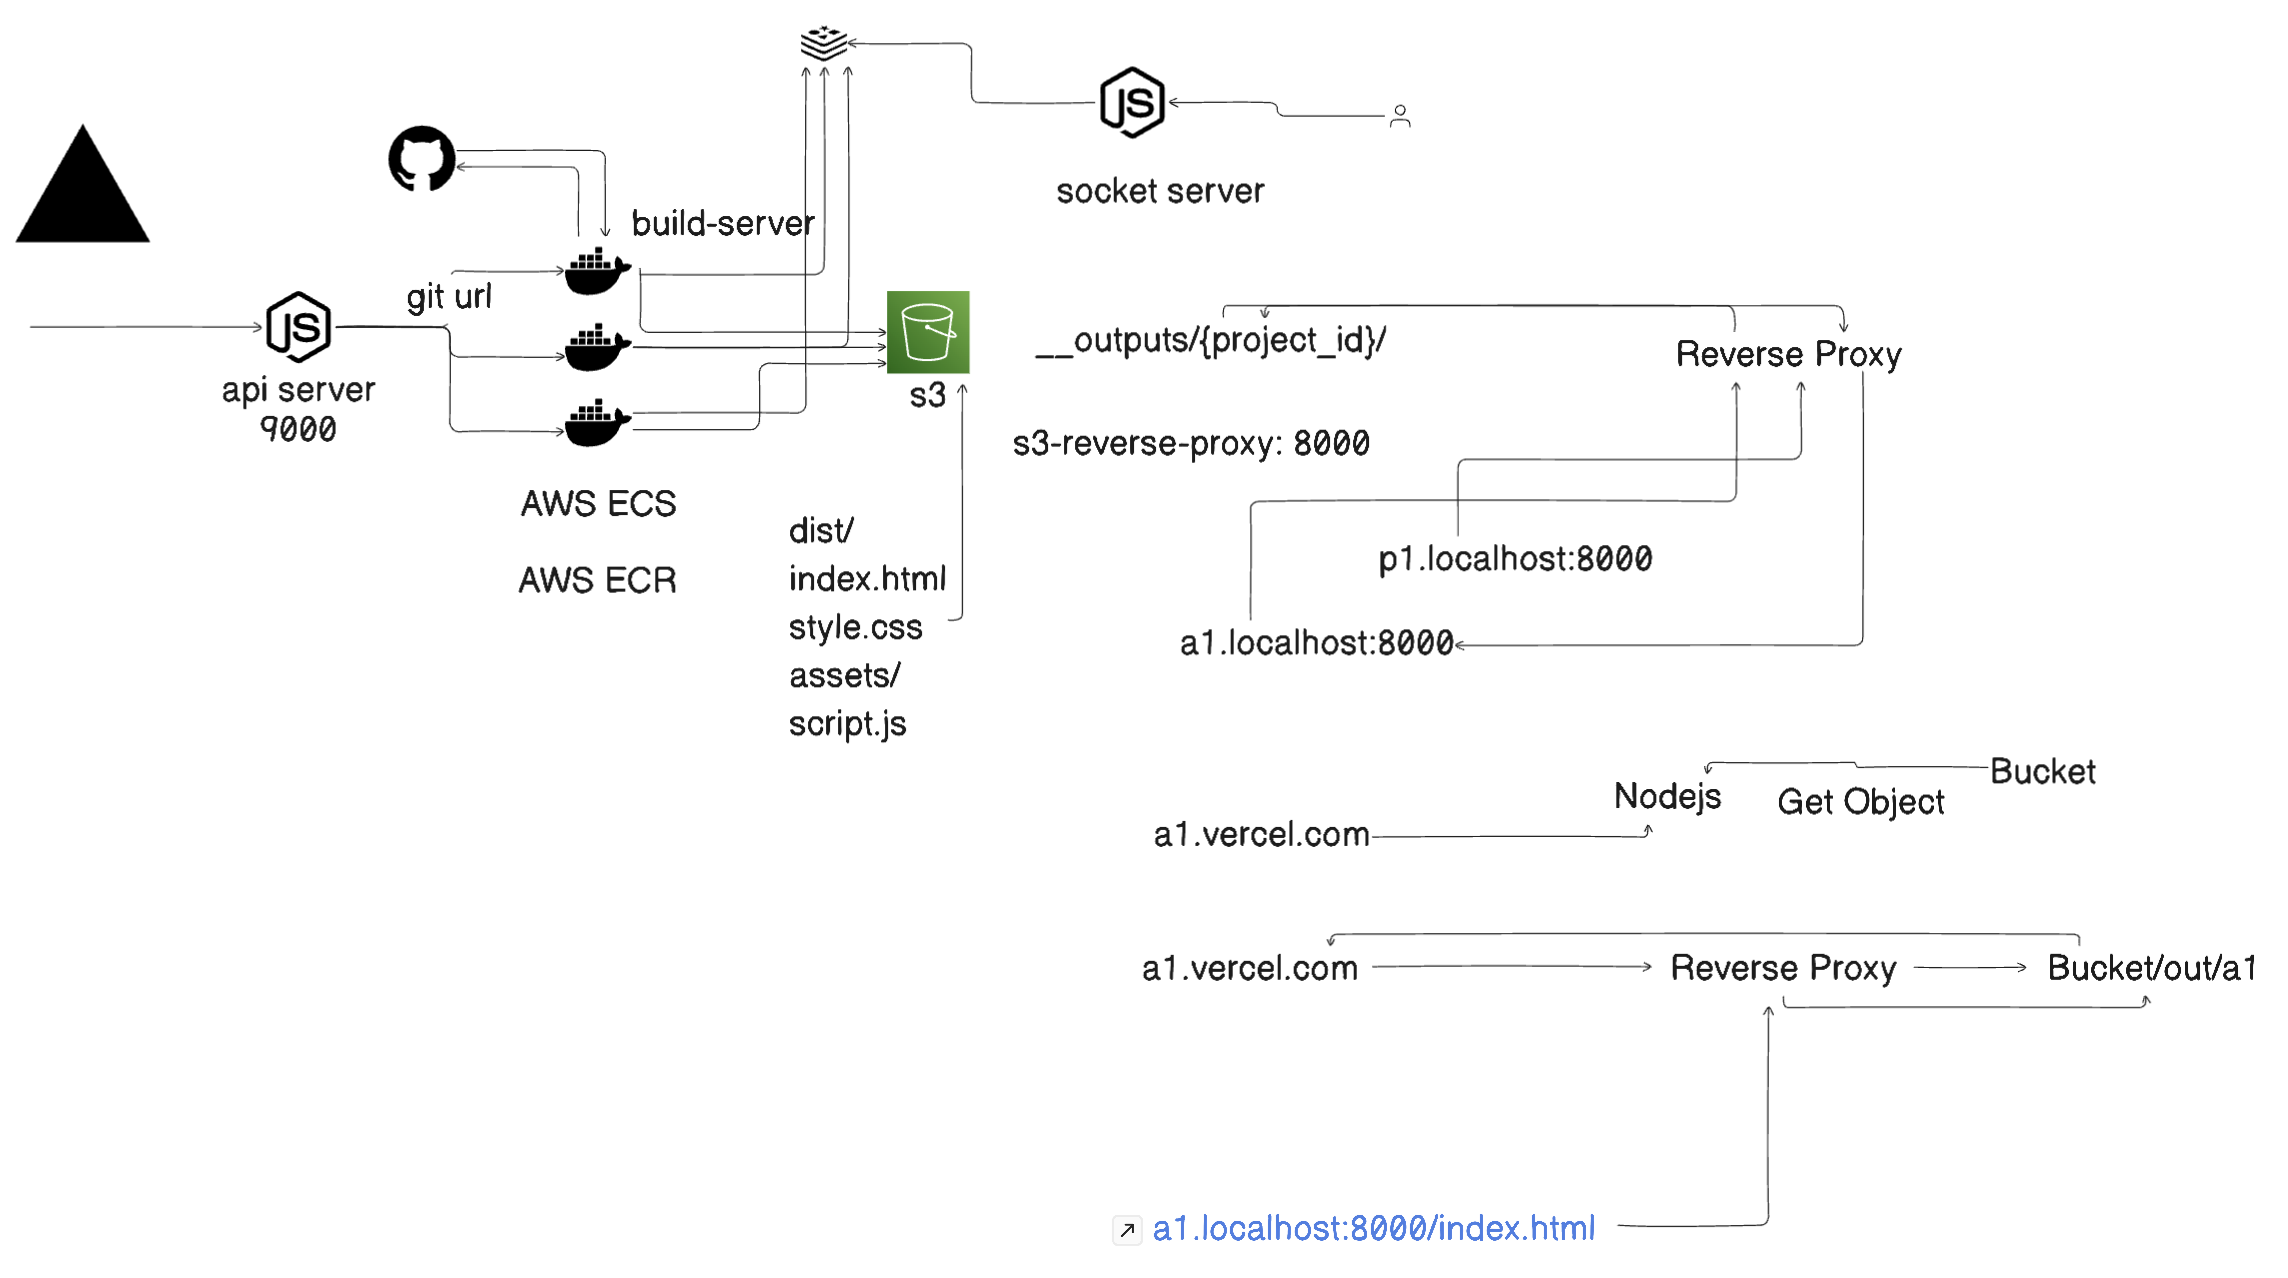 JS
socket server
build-server
git url
JS
api server
9000
s3
__outputs/{project_id}/
Reverse Proxy
s3-reverse-proxy: 8000
AWS ECS
AWS ECR
dist/
index.html
style.css
assets/
script.js
p1.localhost:8000
a1.localhost:8000
Bucket
Nodejs
Get Object
a1.vercel.com
a1.vercel.com
Reverse Proxy
Bucket/out/a1
a1.localhost:8000/index.html